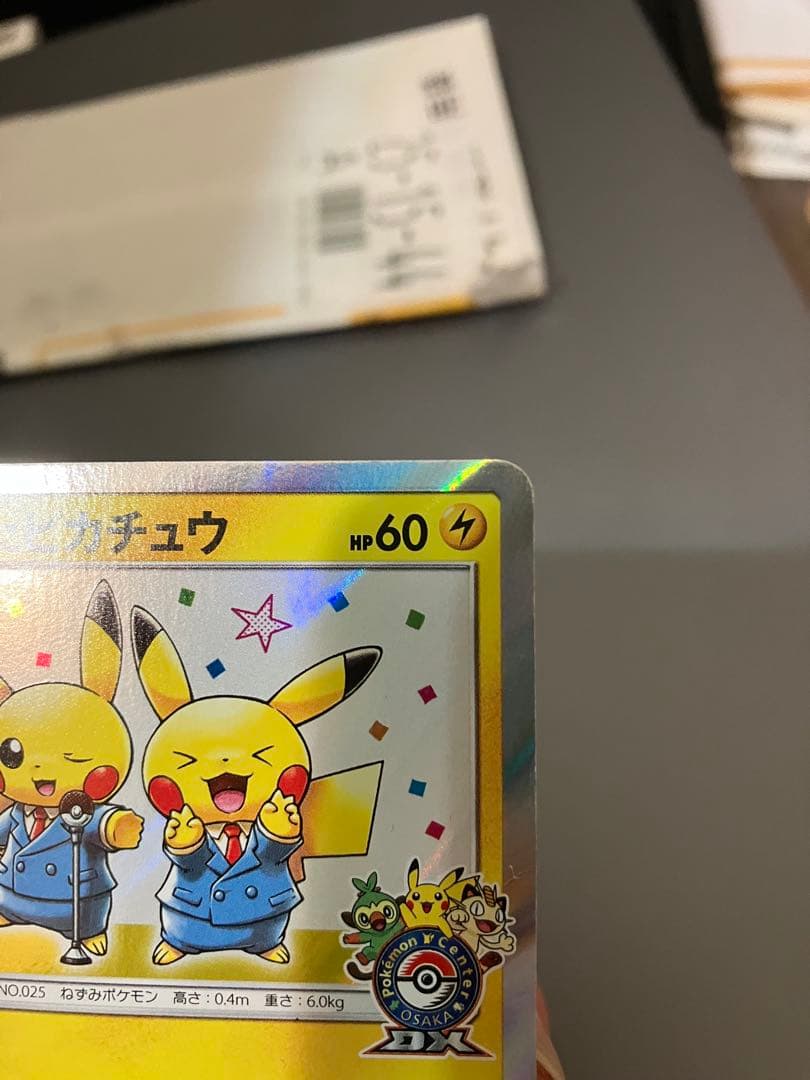 ピカチュウ
HP60
NO.025 ねずみポケモン 高さ:0.4m 重さ:6.0kg
Pokémon Center
OSAKA
DX